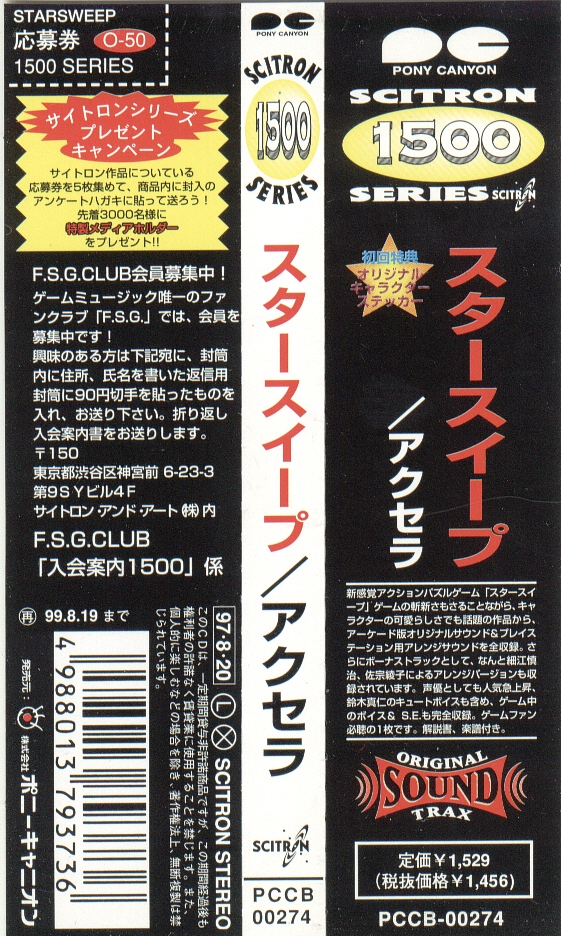 STARSWEEP
応募券 O-50
1500 SERIES
サイトロンシリーズ
プレゼント
キャンペーン
サイトロン作品についている
応募券を5枚集めて、商品内に封入の
アンケートハガキに貼って送ろう!
先着3000名様に
特製メディアホルダー
をプレゼント!!
F.S.G.CLUB会員募集中!
ゲームミュージック唯一のファ
ンクラブ「F.S.G.」では、会員を
募集中です!
興味のある方は下記宛に、封筒
内に住所、氏名を書いた返信用
封筒に90円切手を貼ったものを
入れ、お送り下さい。折り返し
入会案内書をお送りします。
〒150
東京都渋谷区神宮前 6-23-3
第9SYビル4F
サイトロン・アンド・アート㈱内
F.S.G.CLUB
「入会案内1500」係
再 99.8.19 まで
4 988013 793736
発売元:
株式会社 ポニーキャニオン
97・8・20 L X SCITRON STEREO
このCDは、一定期間貸与非許諾商品ですが、この期間経過後も
権利者の許諾なく賃貸業に使用することを禁じます。また、
個人的に楽しむなどの場合を除き、著作権法上、無断複製は禁
じられています。
PONY CANYON
SCITRON
1500
SERIES
スタースイープ/アクセラ
SCITRON
PCCB
00274
PONY CANYON
SCITRON
1500
SERIES SCITRON
初回特典
オリジナル
キャラクター
ステッカー
スタースイープ
/アクセラ
新感覚アクションパズルゲーム「スタースイ
ープ」ゲームの斬新さもさることながら、キャ
ラクターの可愛らしさでも話題の作品から、
アーケード版オリジナルサウンド&プレイス
テーション用アレンジサウンドを全収録。さ
らにボーナストラックとして、なんと細江慎
治、佐宗綾子によるアレンジバージョンも収
録されています。声優としても人気急上昇、
鈴木真仁のキュートボイスも含め、ゲーム中
のボイス& S.E.も完全収録。ゲームファン
必聴の1枚です。解説書、楽譜付き。
ORIGINAL
SOUND
TRAX
定価¥1,529
(税抜価格¥1,456)
PCCB-00274